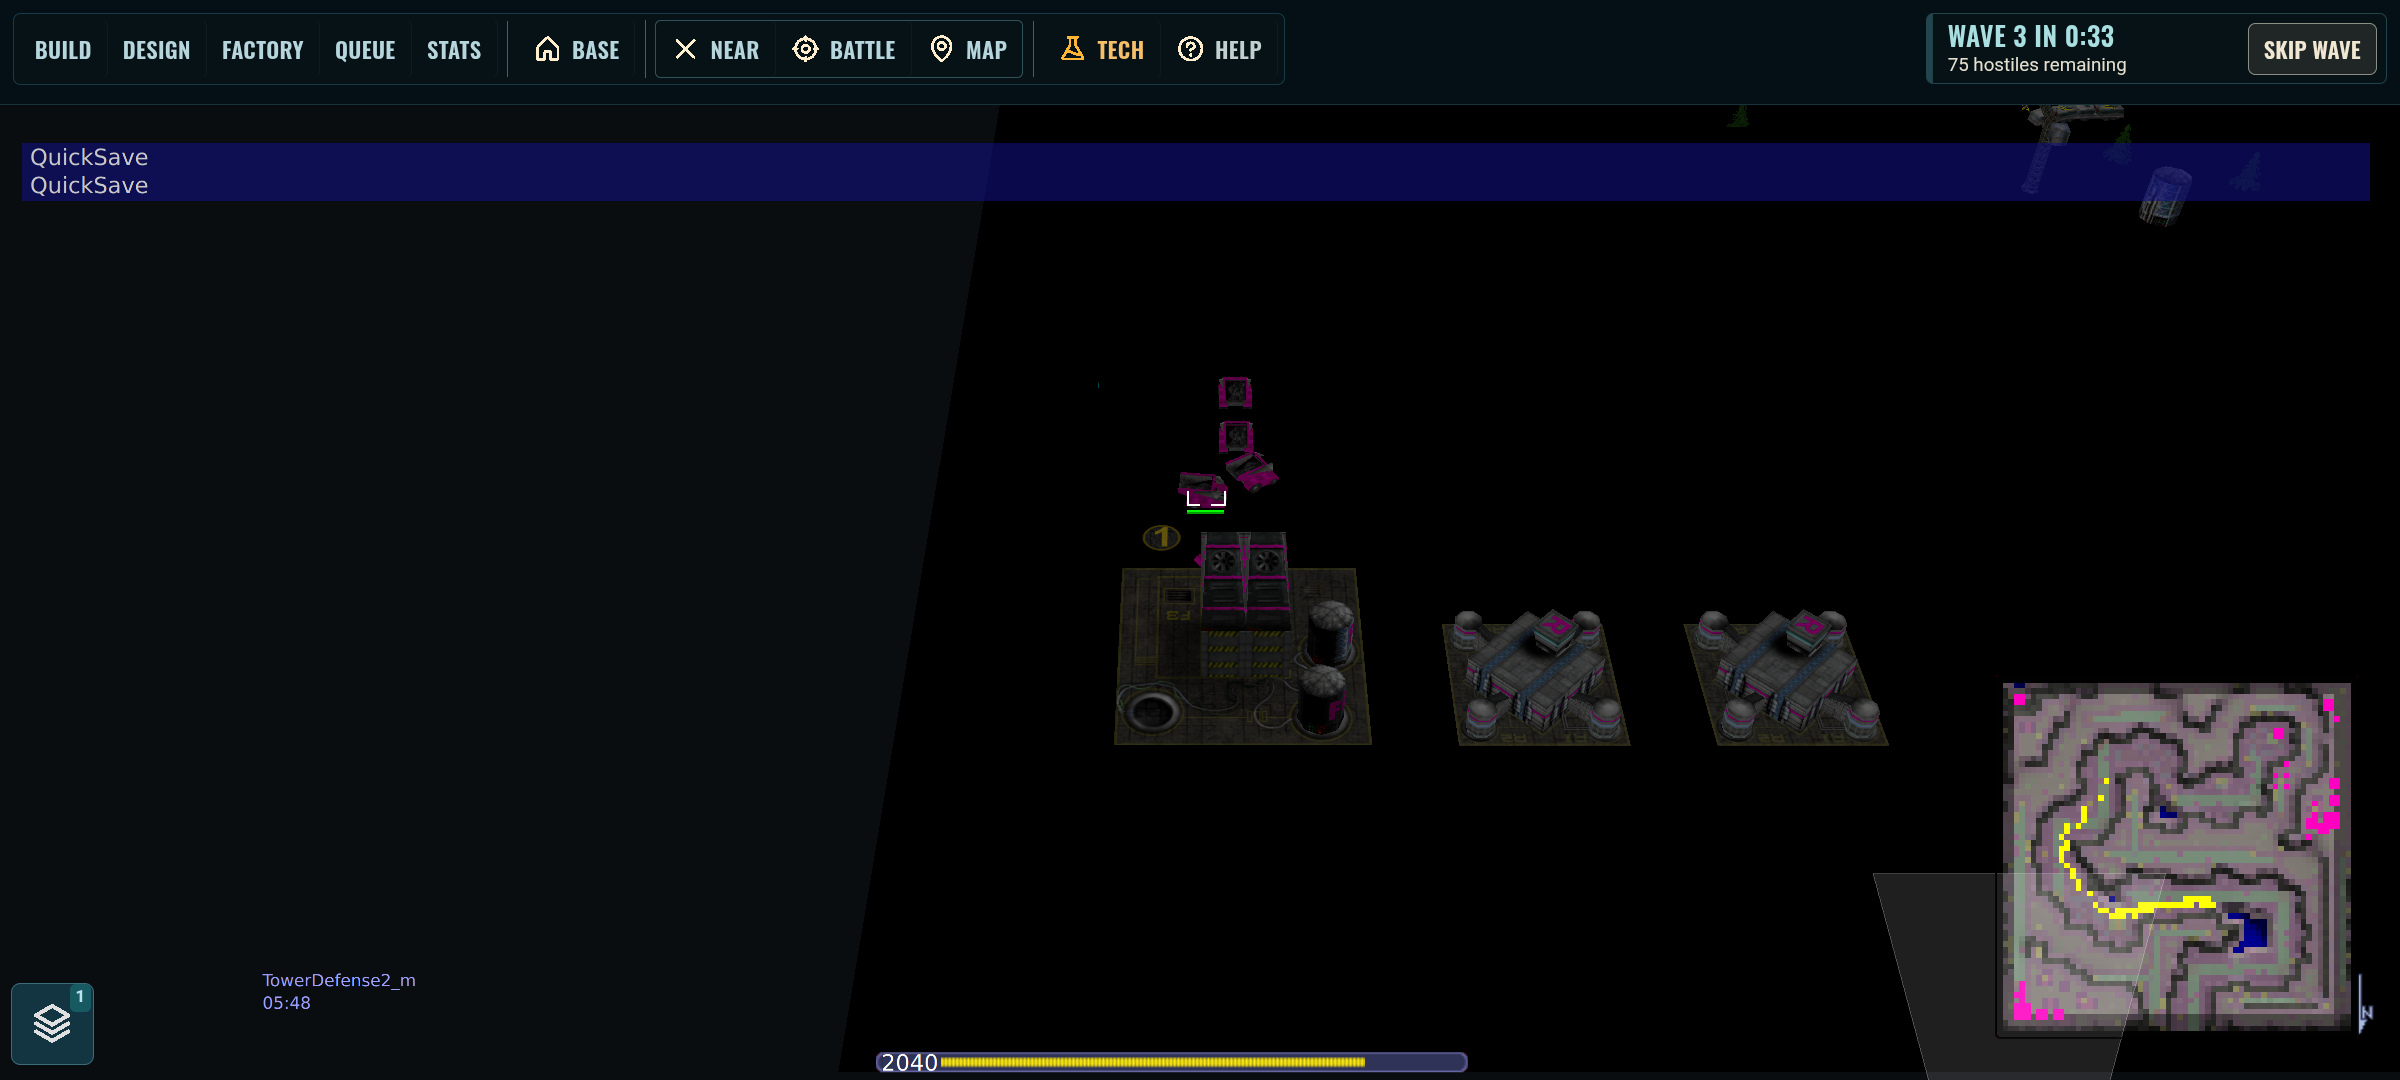 BUILD DESIGN FACTORY QUEUE STATS BASE NEAR BATTLE MAP TECH HELP
WAVE 3 IN 0:33
75 hostiles remaining
SKIP WAVE
QuickSave
QuickSave
1
R R
1
TowerDefense2_m
05:48
2040
N